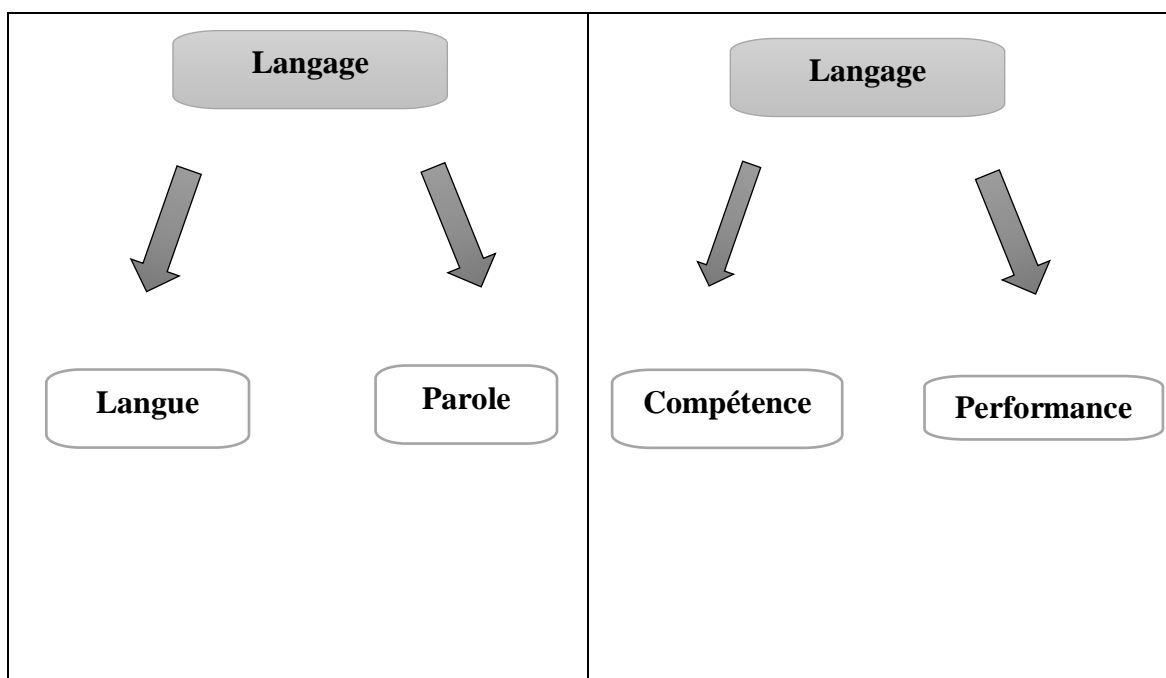 Langage
Langue
Parole
Langage
Compétence
Performance